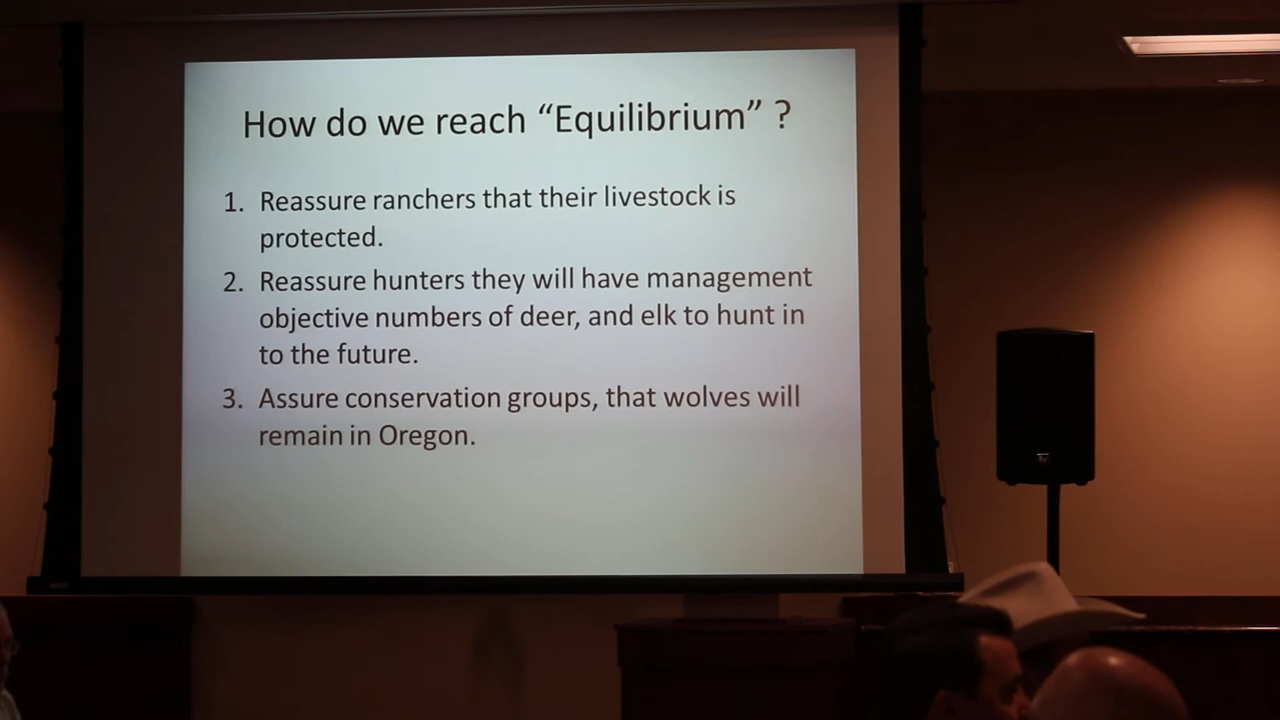 How do we reach “Equilibrium” ?
1. Reassure ranchers that their livestock is
protected.
2. Reassure hunters they will have management
objective numbers of deer, and elk to hunt in
to the future.
3. Assure conservation groups, that wolves will
remain in Oregon.